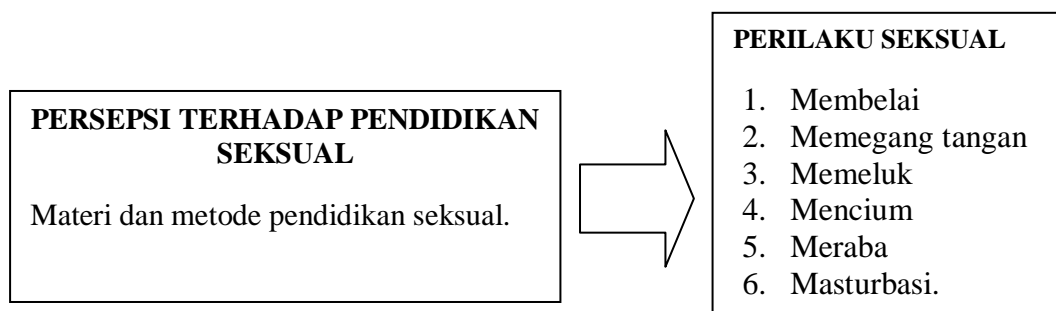 PERSEPSI TERHADAP PENDIDIKAN
SEKSUAL
Materi dan metode pendidikan seksual.
PERILAKU SEKSUAL
1. Membelai
2. Memegang tangan
3. Memeluk
4. Mencium
5. Meraba
6. Masturbasi.